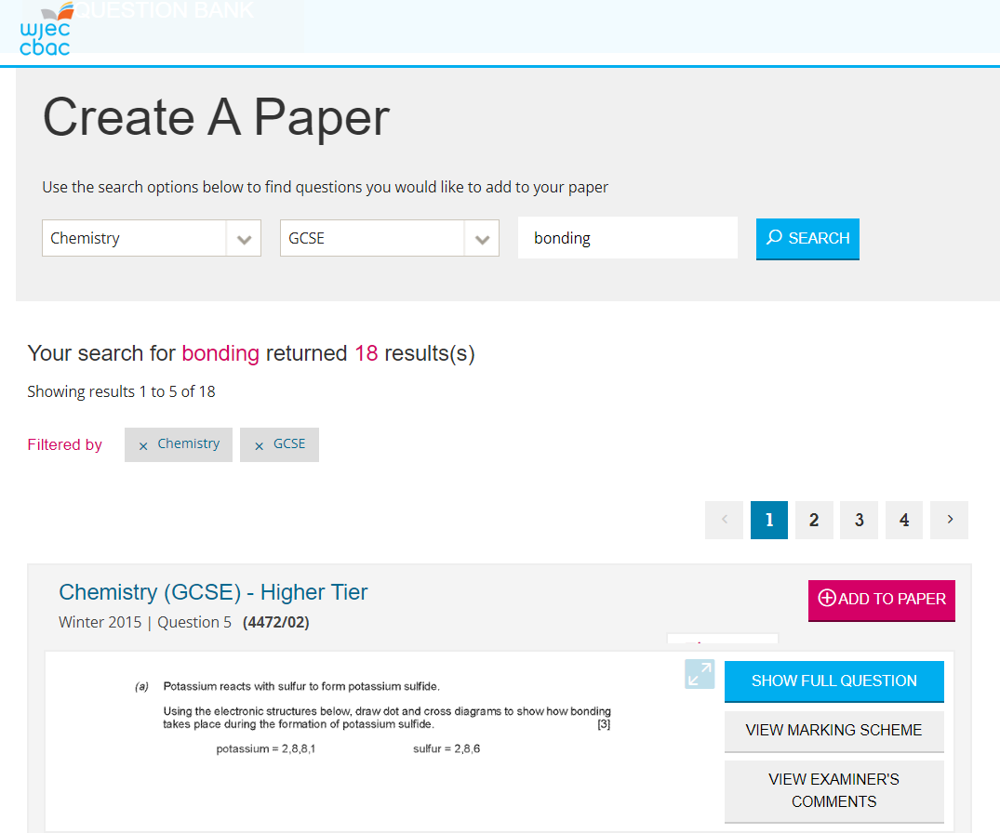 QUESTION BANK
wjec
cbac
Create A Paper
Use the search options below to find questions you would like to add to your paper
Chemistry
GCSE
bonding
SEARCH
Your search for bonding returned 18 results(s)
Showing results 1 to 5 of 18
Filtered by
× Chemistry
× GCSE
< 1 2 3 4 >
Chemistry (GCSE) - Higher Tier
ADD TO PAPER
Winter 2015 | Question 5 (4472/02)
(a) Potassium reacts with sulfur to form potassium sulfide.
Using the electronic structures below, draw dot and cross diagrams to show how bonding
takes place during the formation of potassium sulfide. [3]
potassium = 2,8,8,1 sulfur = 2,8,6
SHOW FULL QUESTION
VIEW MARKING SCHEME
VIEW EXAMINER'S
COMMENTS